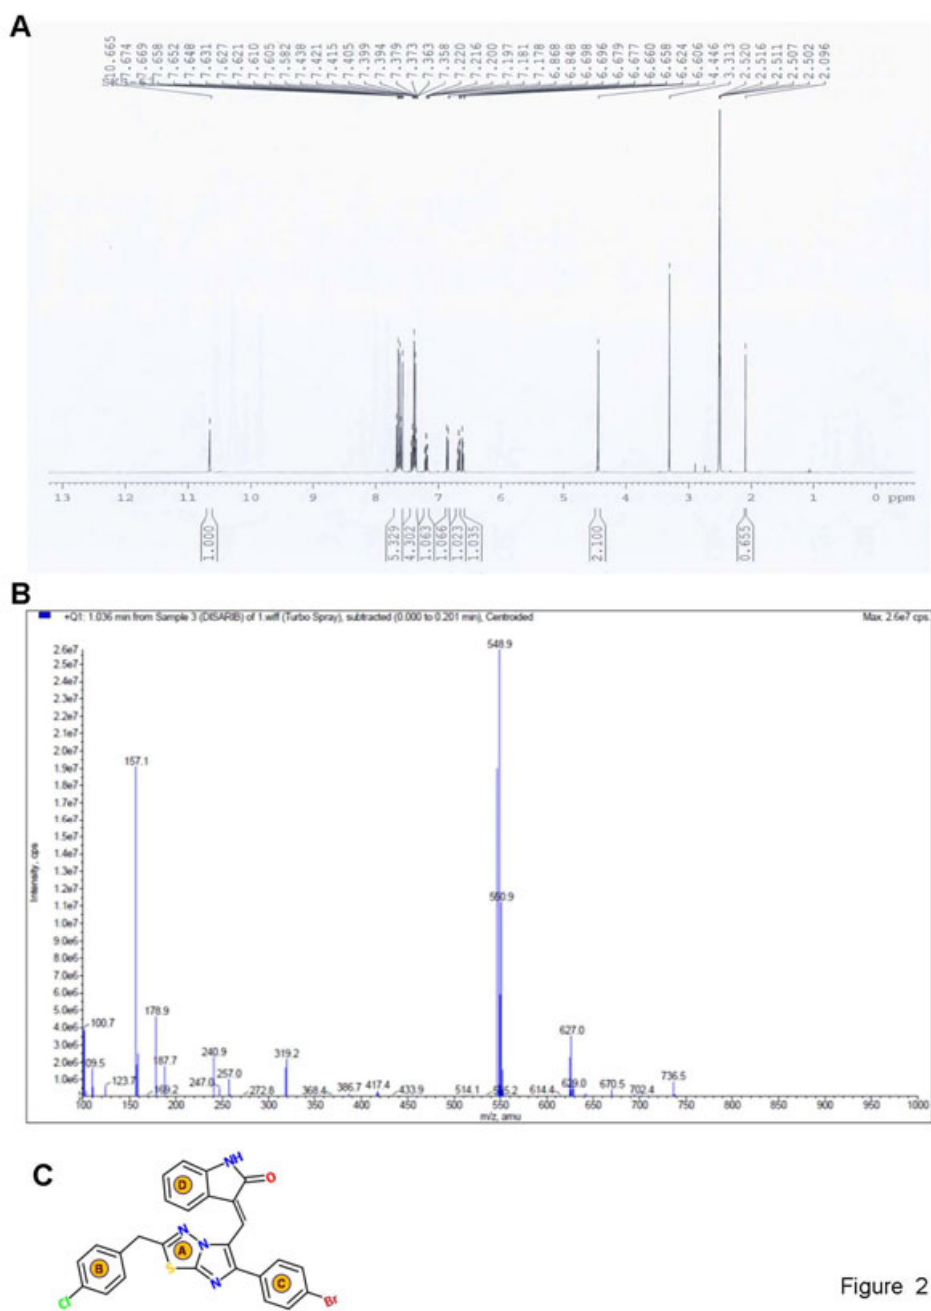 A
10.665
7.674
7.669
7.658
7.652
7.648
7.631
7.627
7.621
7.610
7.605
7.582
7.438
7.421
7.415
7.405
7.399
7.394
7.379
7.373
7.363
7.358
7.220
7.216
7.200
7.197
7.181
7.178
6.868
6.848
6.698
6.696
6.679
6.677
6.660
6.658
6.624
6.606
4.446
3.313
2.520
2.516
2.511
2.507
2.502
2.096
13 12 11 10 9 8 7 6 5 4 3 2 1 0 ppm
1.000 5.329 4.302 1.063 1.066 1.023 1.035 2.100 0.655
B
+Q1: 1.036 min from Sample 3 (DISARIB) of 1.wiff (Turbo Spray), subtracted (0.000 to 0.201 min), Centroided Max. 2.6e7 cps.
548.9
2.6e7
2.5e7
2.4e7
2.3e7
2.2e7
2.1e7
2.0e7
1.9e7 157.1
1.8e7
1.7e7
1.6e7
1.5e7
1.4e7
1.3e7
1.2e7
1.1e7 550.9
1.0e7
9.0e6
8.0e6
7.0e6
6.0e6
5.0e6 178.9
4.0e6 100.7 627.0
3.0e6
2.0e6 09.5 187.7 240.9 319.2
1.0e6 123.7 169.2 247.0 257.0 272.8 368.4 386.7 417.4 433.9 514.1 614.4 629.0 670.5 702.4 736.5
Intensity, cps
100 150 200 250 300 350 400 450 500 550 600 650 700 750 800 850 900 950 1000
m/z, amu
C
NH
O
D
N
A
N
S
N
B
Cl
C
Br
Figure 2